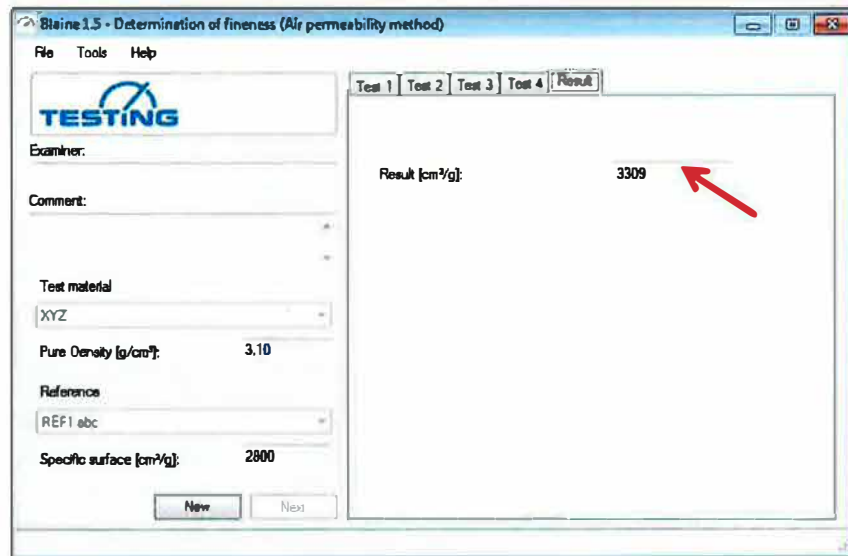 Blaine 1.5 - Determination of fineness (Air permeability method)
File Tools Help
TESTING
Examiner:
Comment:
Test material
XYZ
Pure Density [g/cm³]:
3,10
Reference
REF1 abc
Specific surface [cm²/g]:
2800
New Next
Test 1 Test 2 Test 3 Test 4 Result
Result [cm²/g]:
3309